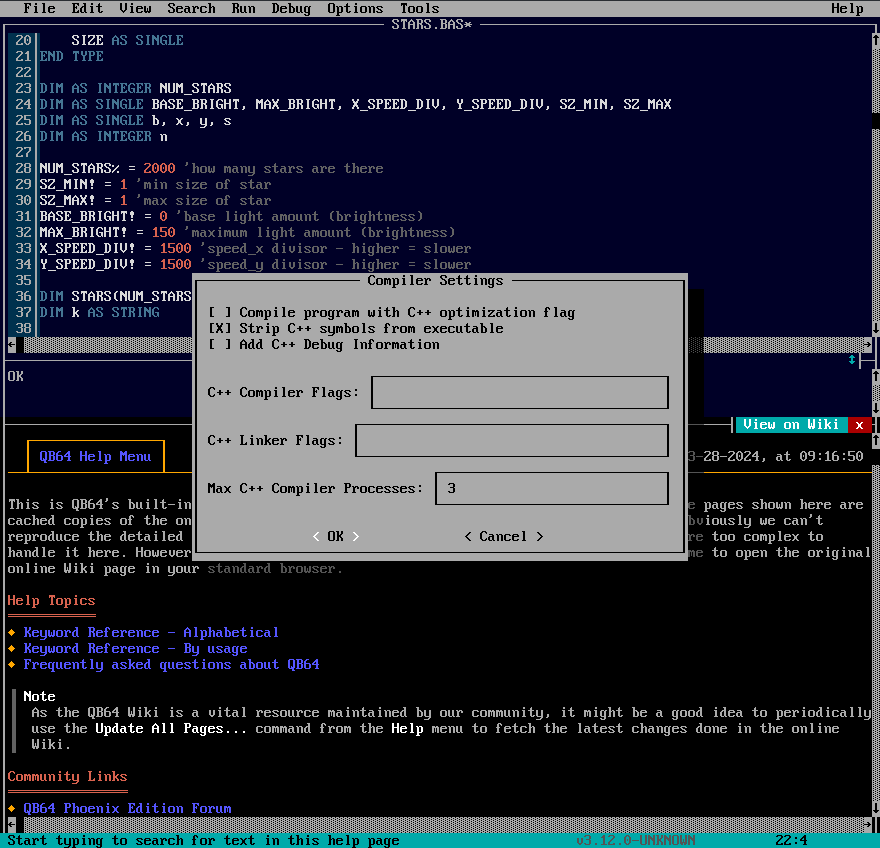 File Edit View Search Run Debug Options Tools Help
STARS.BAS*
20 SIZE AS SINGLE
21 END TYPE
22
23 DIM AS INTEGER NUM_STARS
24 DIM AS SINGLE BASE_BRIGHT, MAX_BRIGHT, X_SPEED_DIV, Y_SPEED_DIV, SZ_MIN, SZ_MAX
25 DIM AS SINGLE b, x, y, s
26 DIM AS INTEGER n
27
28 NUM_STARS% = 2000 'how many stars are there
29 SZ_MIN! = 1 'min size of star
30 SZ_MAX! = 1 'max size of star
31 BASE_BRIGHT! = 0 'base light amount (brightness)
32 MAX_BRIGHT! = 150 'maximum light amount (brightness)
33 X_SPEED_DIV! = 1500 'speed_x divisor - higher = slower
34 Y_SPEED_DIV! = 1500 'speed_y divisor - higher = slower
35
36 DIM STARS(NUM_STARS
37 DIM k AS STRING
38
Compiler Settings
[ ] Compile program with C++ optimization flag
[X] Strip C++ symbols from executable
[ ] Add C++ Debug Information
C++ Compiler Flags:
C++ Linker Flags:
Max C++ Compiler Processes: 3
< OK > < Cancel >
OK
View on Wiki x
QB64 Help Menu 3-28-2024, at 09:16:50
This is QB64's built-in e pages shown here are
cached copies of the on bviously we can't
reproduce the detailed re too complex to
handle it here. However me to open the original
online Wiki page in your standard browser.
Help Topics
◆ Keyword Reference - Alphabetical
◆ Keyword Reference - By usage
◆ Frequently asked questions about QB64
Note
As the QB64 Wiki is a vital resource maintained by our community, it might be a good idea to periodically
use the Update All Pages... command from the Help menu to fetch the latest changes done in the online
Wiki.
Community Links
◆ QB64 Phoenix Edition Forum
Start typing to search for text in this help page v3.12.0-UNKNOWN 22:4